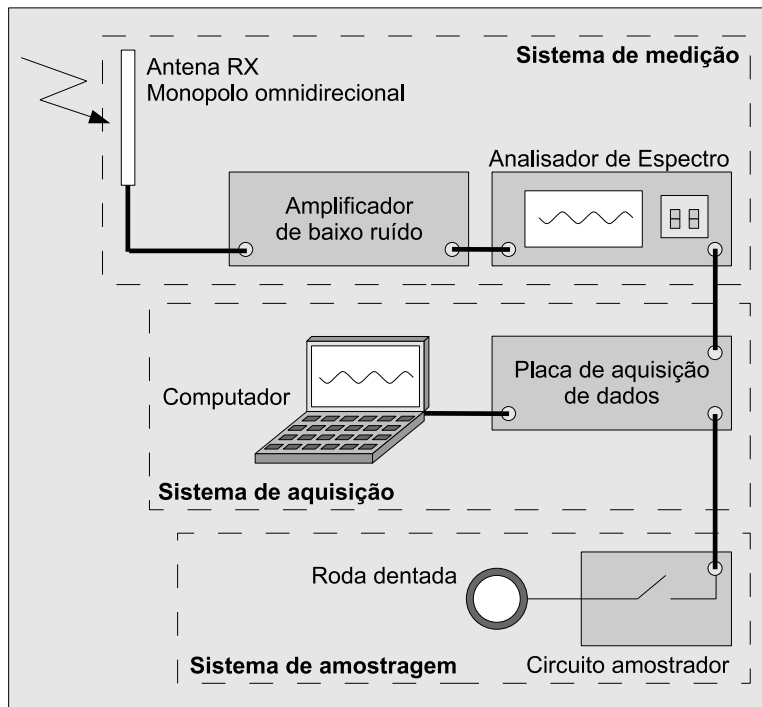 Sistema de medição
Antena RX
Monopolo omnidirecional
Analisador de Espectro
Amplificador
de baixo ruído
Placa de aquisição
de dados
Computador
Sistema de aquisição
Roda dentada
Sistema de amostragem
Circuito amostrador